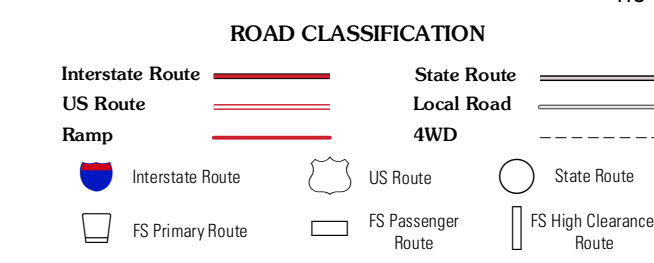 ROAD CLASSIFICATION
Interstate Route State Route
US Route Local Road
Ramp 4WD
Interstate Route US Route State Route
FS Primary Route FS Passenger Route FS High Clearance Route